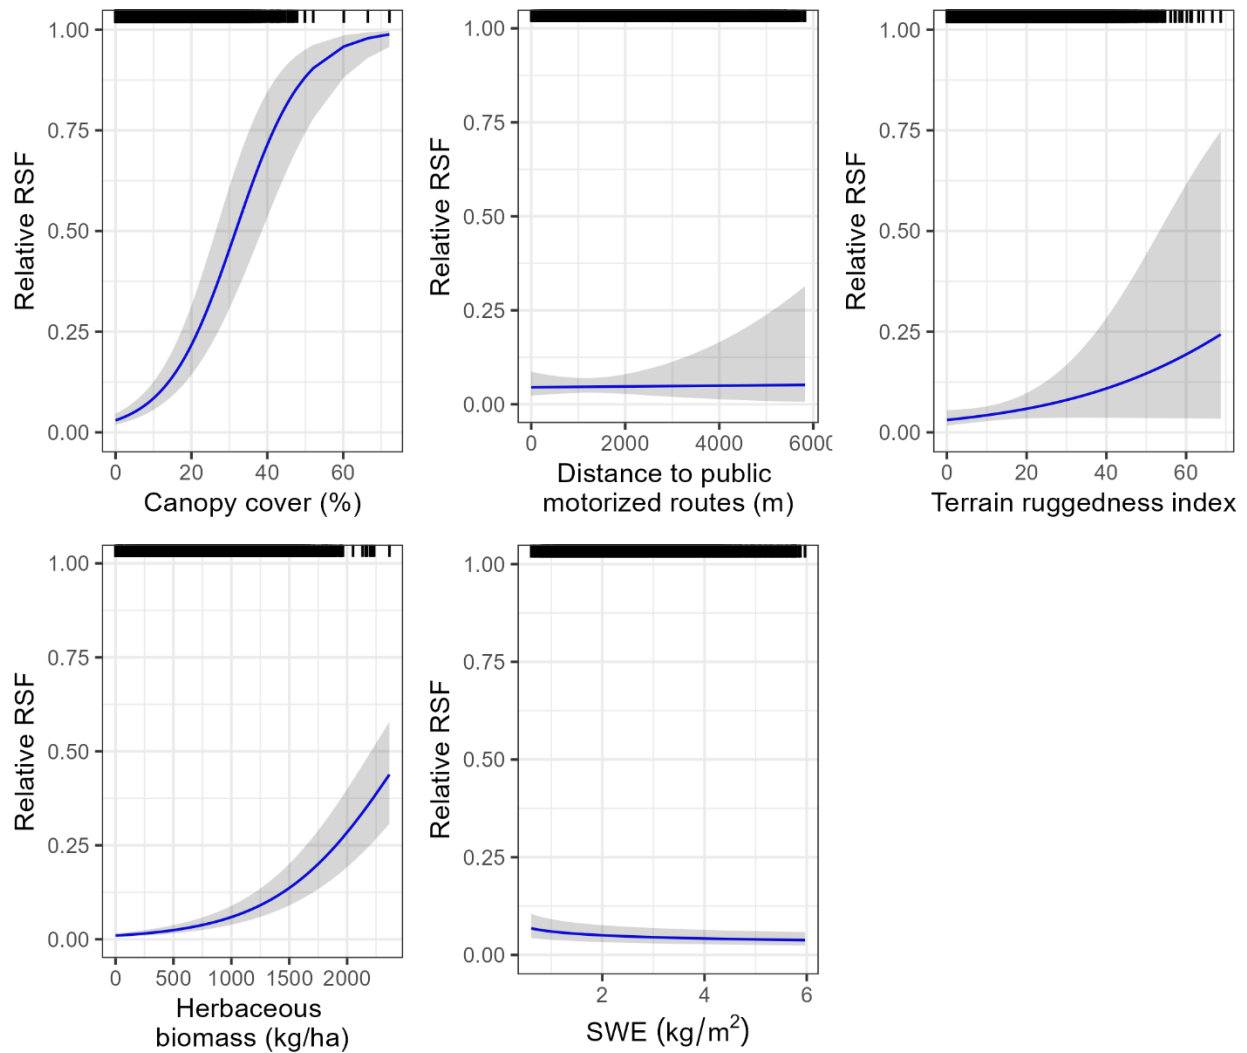 1.00
0.75
0.50
0.25
0.00
Relative RSF
0 20 40 60
Canopy cover (%)
1.00
0.75
0.50
0.25
0.00
Relative RSF
0 2000 4000 6000
Distance to public
motorized routes (m)
1.00
0.75
0.50
0.25
0.00
Relative RSF
0 20 40 60
Terrain ruggedness index
1.00
0.75
0.50
0.25
0.00
Relative RSF
0 500 1000 1500 2000
Herbaceous
biomass (kg/ha)
1.00
0.75
0.50
0.25
0.00
Relative RSF
2 4 6
SWE (kg/m²)